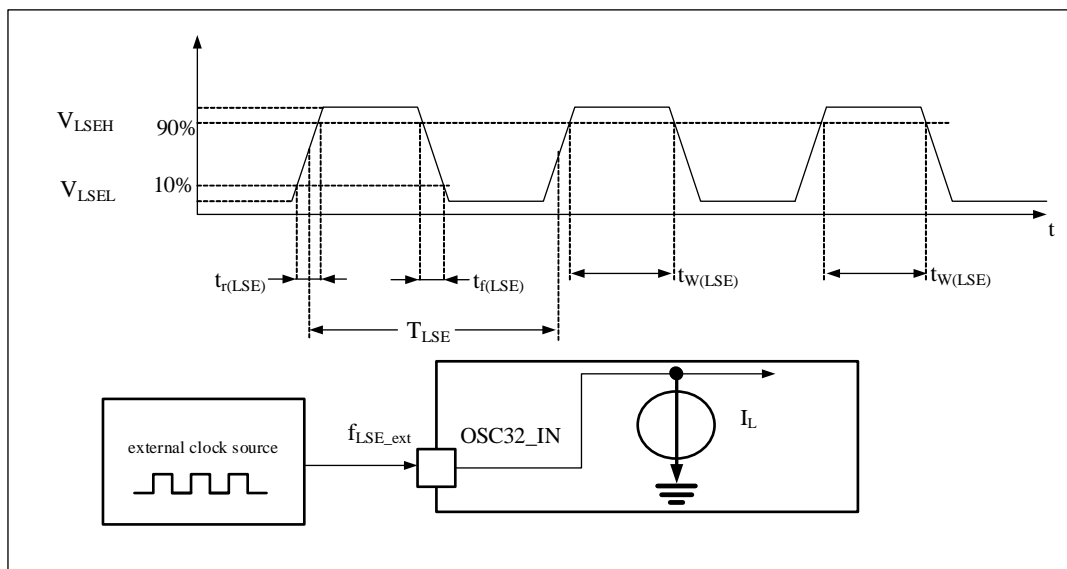 V_LSEH
90%
10%
V_LSEL
t
t_r(LSE)
t_f(LSE)
t_W(LSE)
t_W(LSE)
T_LSE
external clock source
f_LSE_ext
OSC32_IN
I_L